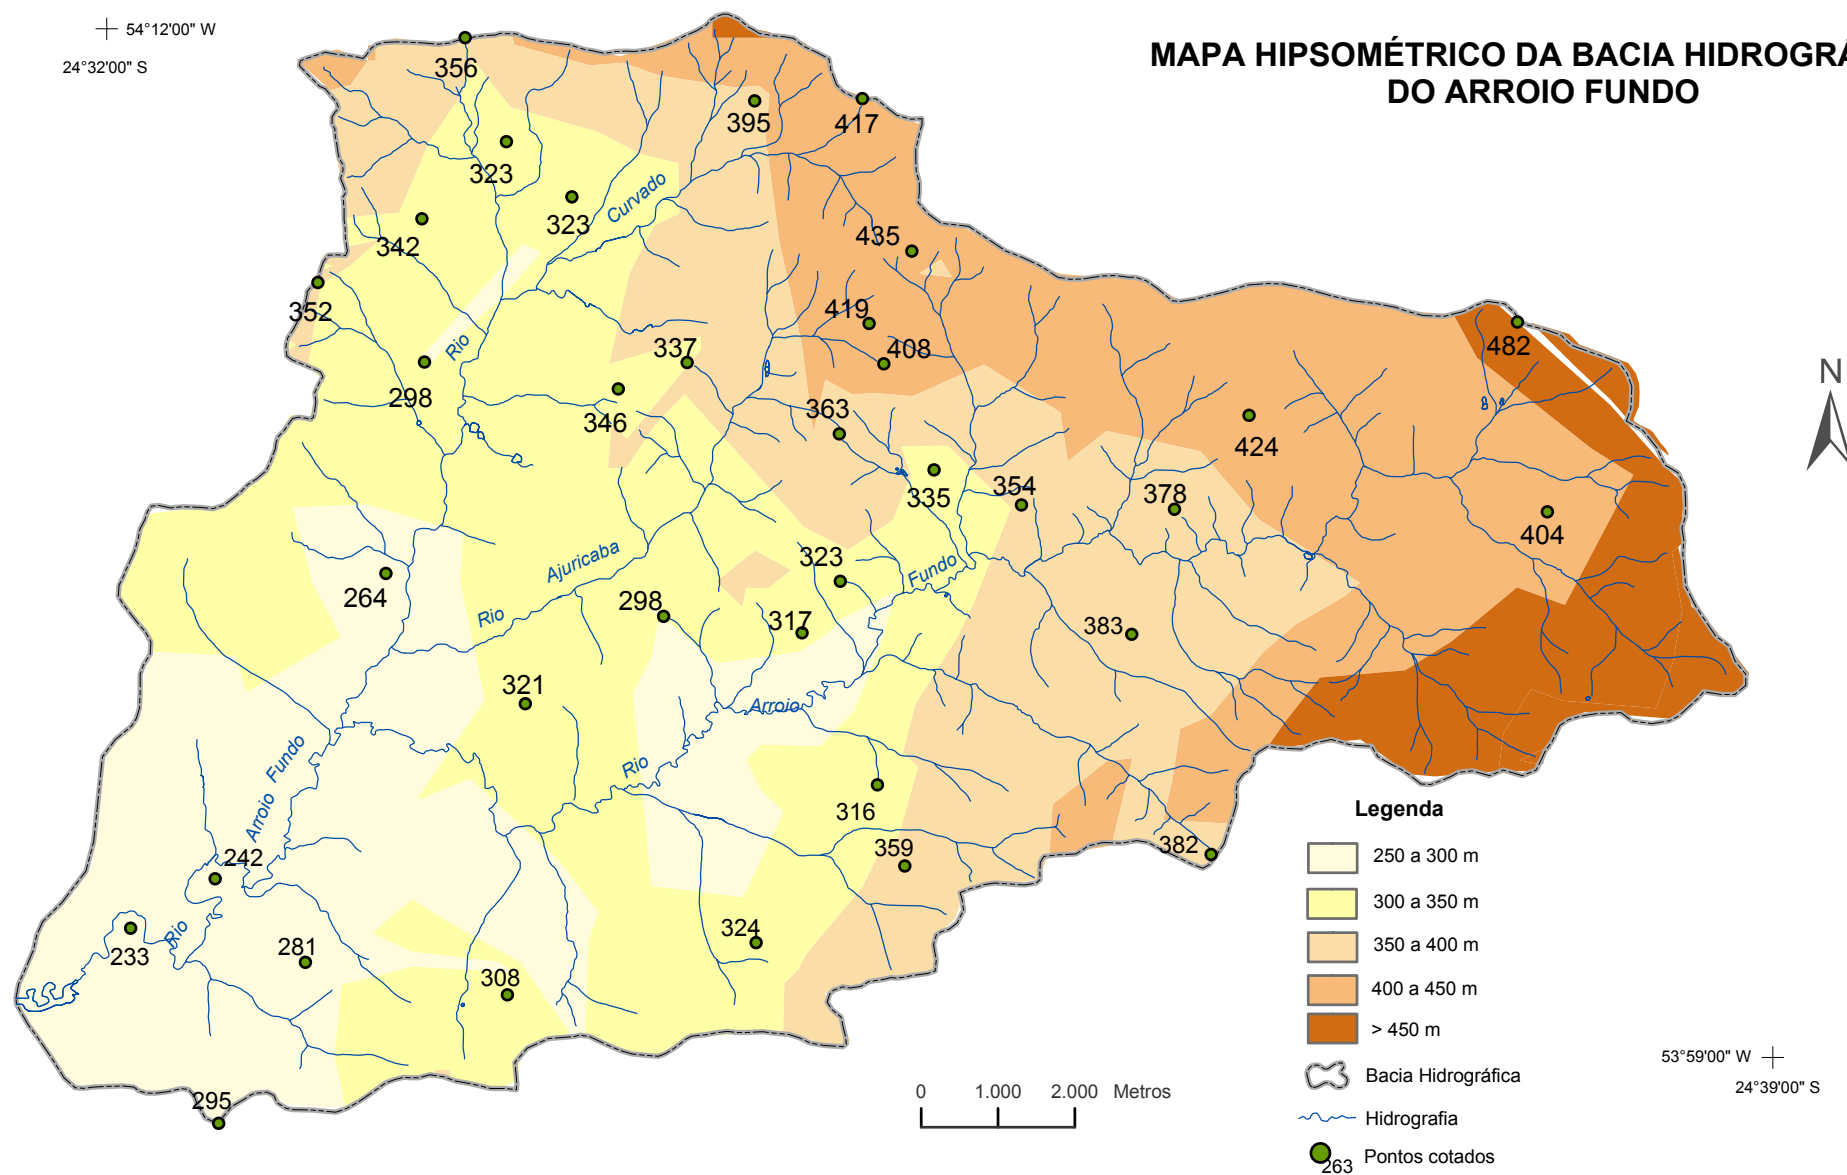 54°12'00" W
24°32'00" S
MAPA HIPSOMÉTRICO DA BACIA HIDROGRÁ
DO ARROIO FUNDO
356
395
417
323
323
Curvado
342
435
352
419
Rio
337
408
482
298
346
363
424
N
335
354
378
404
264
Ajuricaba
323
Fundo
Rio
298
317
383
321
Arroio
Rio
Arroio Fundo
316
242
359
382
Rio
233
281
324
308
295
Legenda
250 a 300 m
300 a 350 m
350 a 400 m
400 a 450 m
> 450 m
Bacia Hidrográfica
Hidrografia
263 Pontos cotados
0 1.000 2.000 Metros
53°59'00" W
24°39'00" S